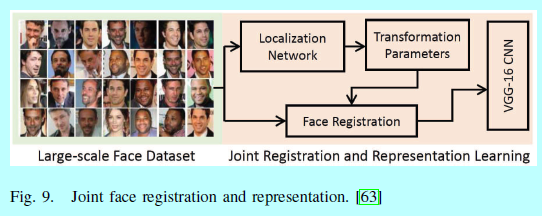 Localization
Network
Transformation
Parameters
Face Registration
VGG-16 CNN
Large-scale Face Dataset
Joint Registration and Representation Learning
Fig. 9. Joint face registration and representation. [63]